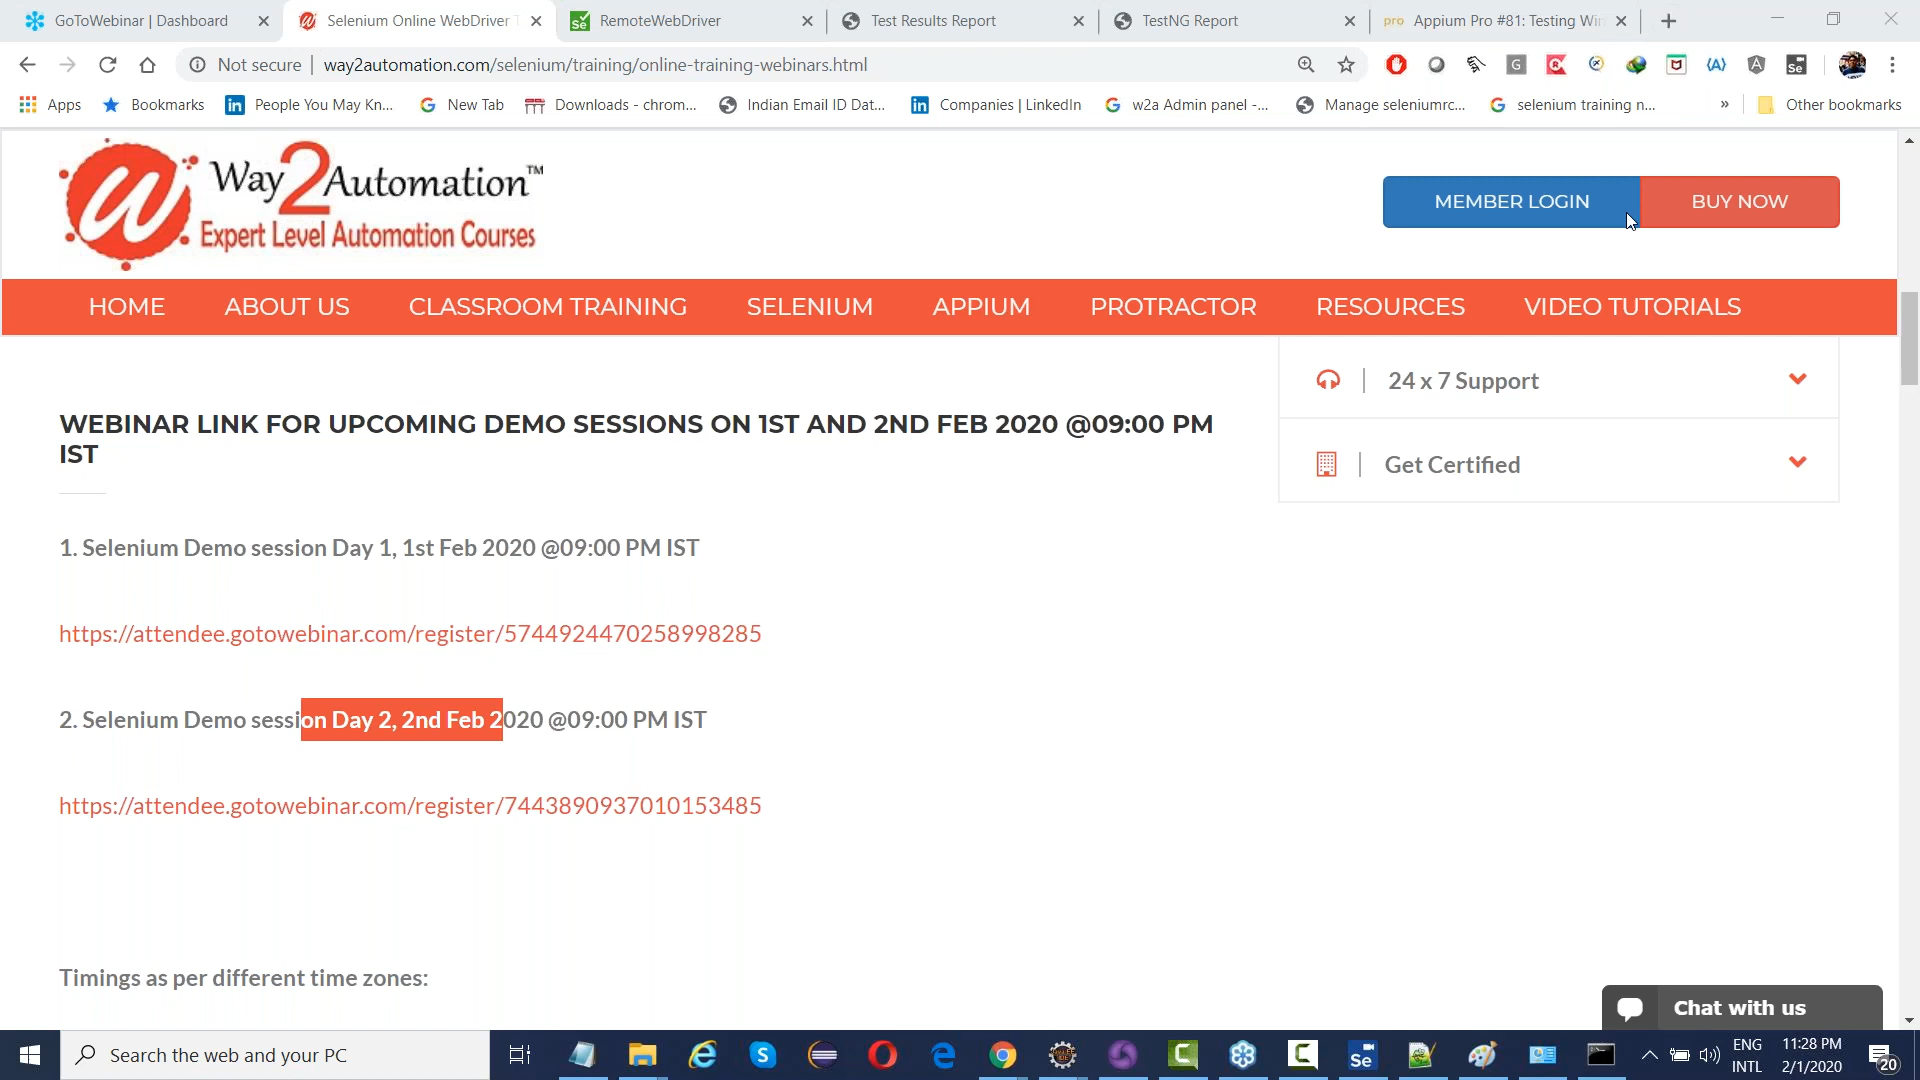 GoToWebinar | Dashboard
Selenium Online WebDriver T
RemoteWebDriver
Test Results Report
TestNG Report
pro Appium Pro #81: Testing Win
Not secure | way2automation.com/selenium/training/online-training-webinars.html
Apps
Bookmarks
People You May Kn...
New Tab
Downloads - chrom...
Indian Email ID Dat...
Companies | LinkedIn
w2a Admin panel -...
Manage seleniumrc...
selenium training n...
»
Other bookmarks
Way2Automation™
Expert Level Automation Courses
MEMBER LOGIN
BUY NOW
HOME
ABOUT US
CLASSROOM TRAINING
SELENIUM
APPIUM
PROTRACTOR
RESOURCES
VIDEO TUTORIALS
24 x 7 Support
Get Certified
WEBINAR LINK FOR UPCOMING DEMO SESSIONS ON 1ST AND 2ND FEB 2020 @09:00 PM
IST
1. Selenium Demo session Day 1, 1st Feb 2020 @09:00 PM IST
https://attendee.gotowebinar.com/register/5744924470258998285
2. Selenium Demo session Day 2, 2nd Feb 2020 @09:00 PM IST
https://attendee.gotowebinar.com/register/7443890937010153485
Timings as per different time zones:
Chat with us
Search the web and your PC
ENG
INTL
11:28 PM
2/1/2020
20